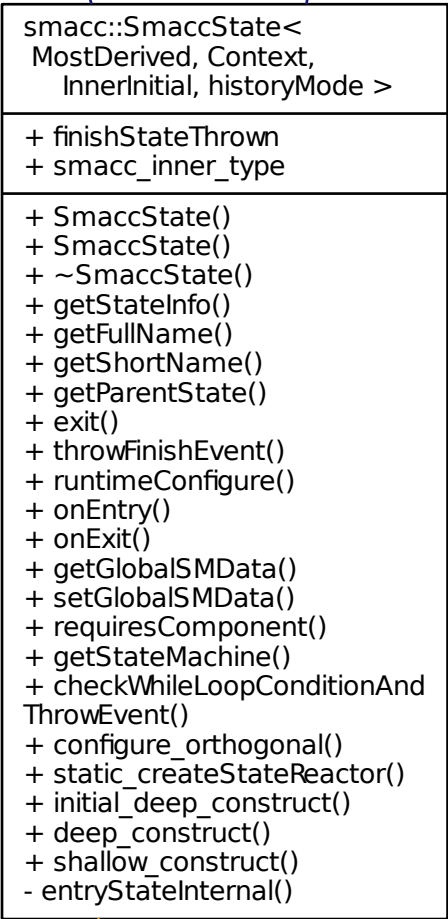 smacc::SmaccState<
MostDerived, Context,
InnerInitial, historyMode >
+ finishStateThrown
+ smacc_inner_type
+ SmaccState()
+ SmaccState()
+ ~SmaccState()
+ getStateInfo()
+ getFullName()
+ getShortName()
+ getParentState()
+ exit()
+ throwFinishEvent()
+ runtimeConfigure()
+ onEntry()
+ onExit()
+ getGlobalSMData()
+ setGlobalSMData()
+ requiresComponent()
+ getStateMachine()
+ checkWhileLoopConditionAnd
ThrowEvent()
+ configure_orthogonal()
+ static_createStateReactor()
+ initial_deep_construct()
+ deep_construct()
+ shallow_construct()
- entryStateInternal()